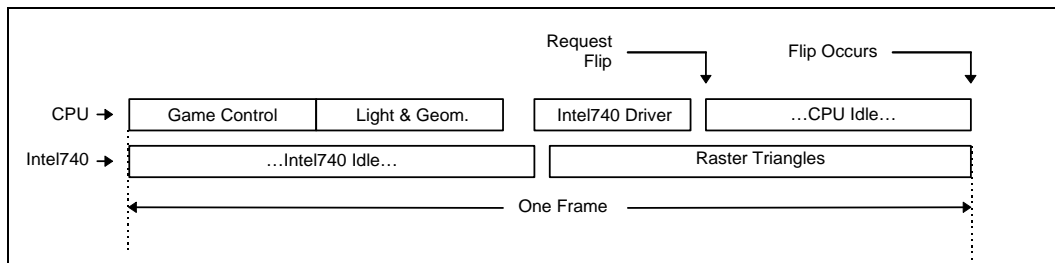 Request Flip
Flip Occurs
CPU
Game Control
Light & Geom.
Intel740 Driver
…CPU Idle…
Intel740
…Intel740 Idle…
Raster Triangles
One Frame